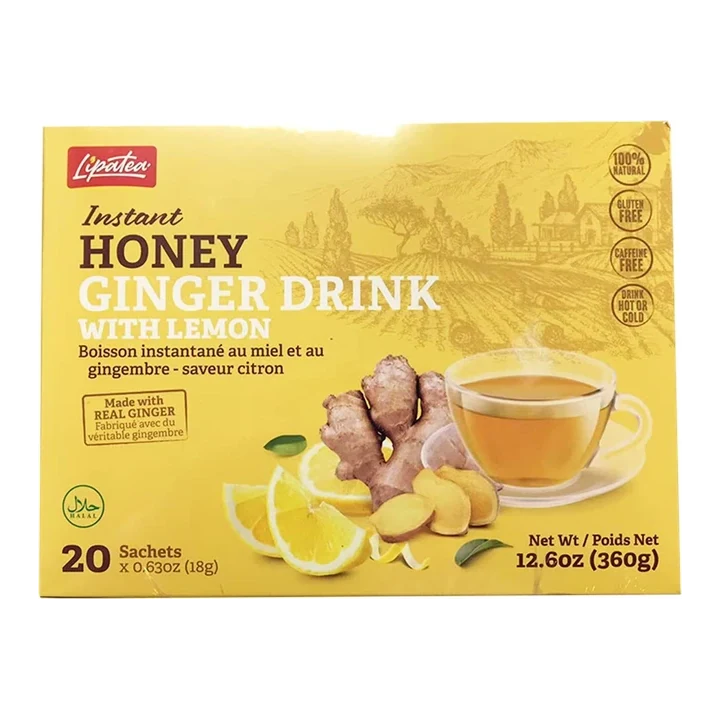 Lipatea
Instant
HONEY
GINGER DRINK
WITH LEMON
Boisson instantané au miel et au
gingembre - saveur citron
Made with
REAL GINGER
Fabriqué avec du
véritable gingembre
حلال
HALAL
20 Sachets
x 0.63oz (18g)
100%
NATURAL
GLUTEN
FREE
CAFFEINE
FREE
DRINK
HOT OR
COLD
Net Wt / Poids Net
12.6oz (360g)